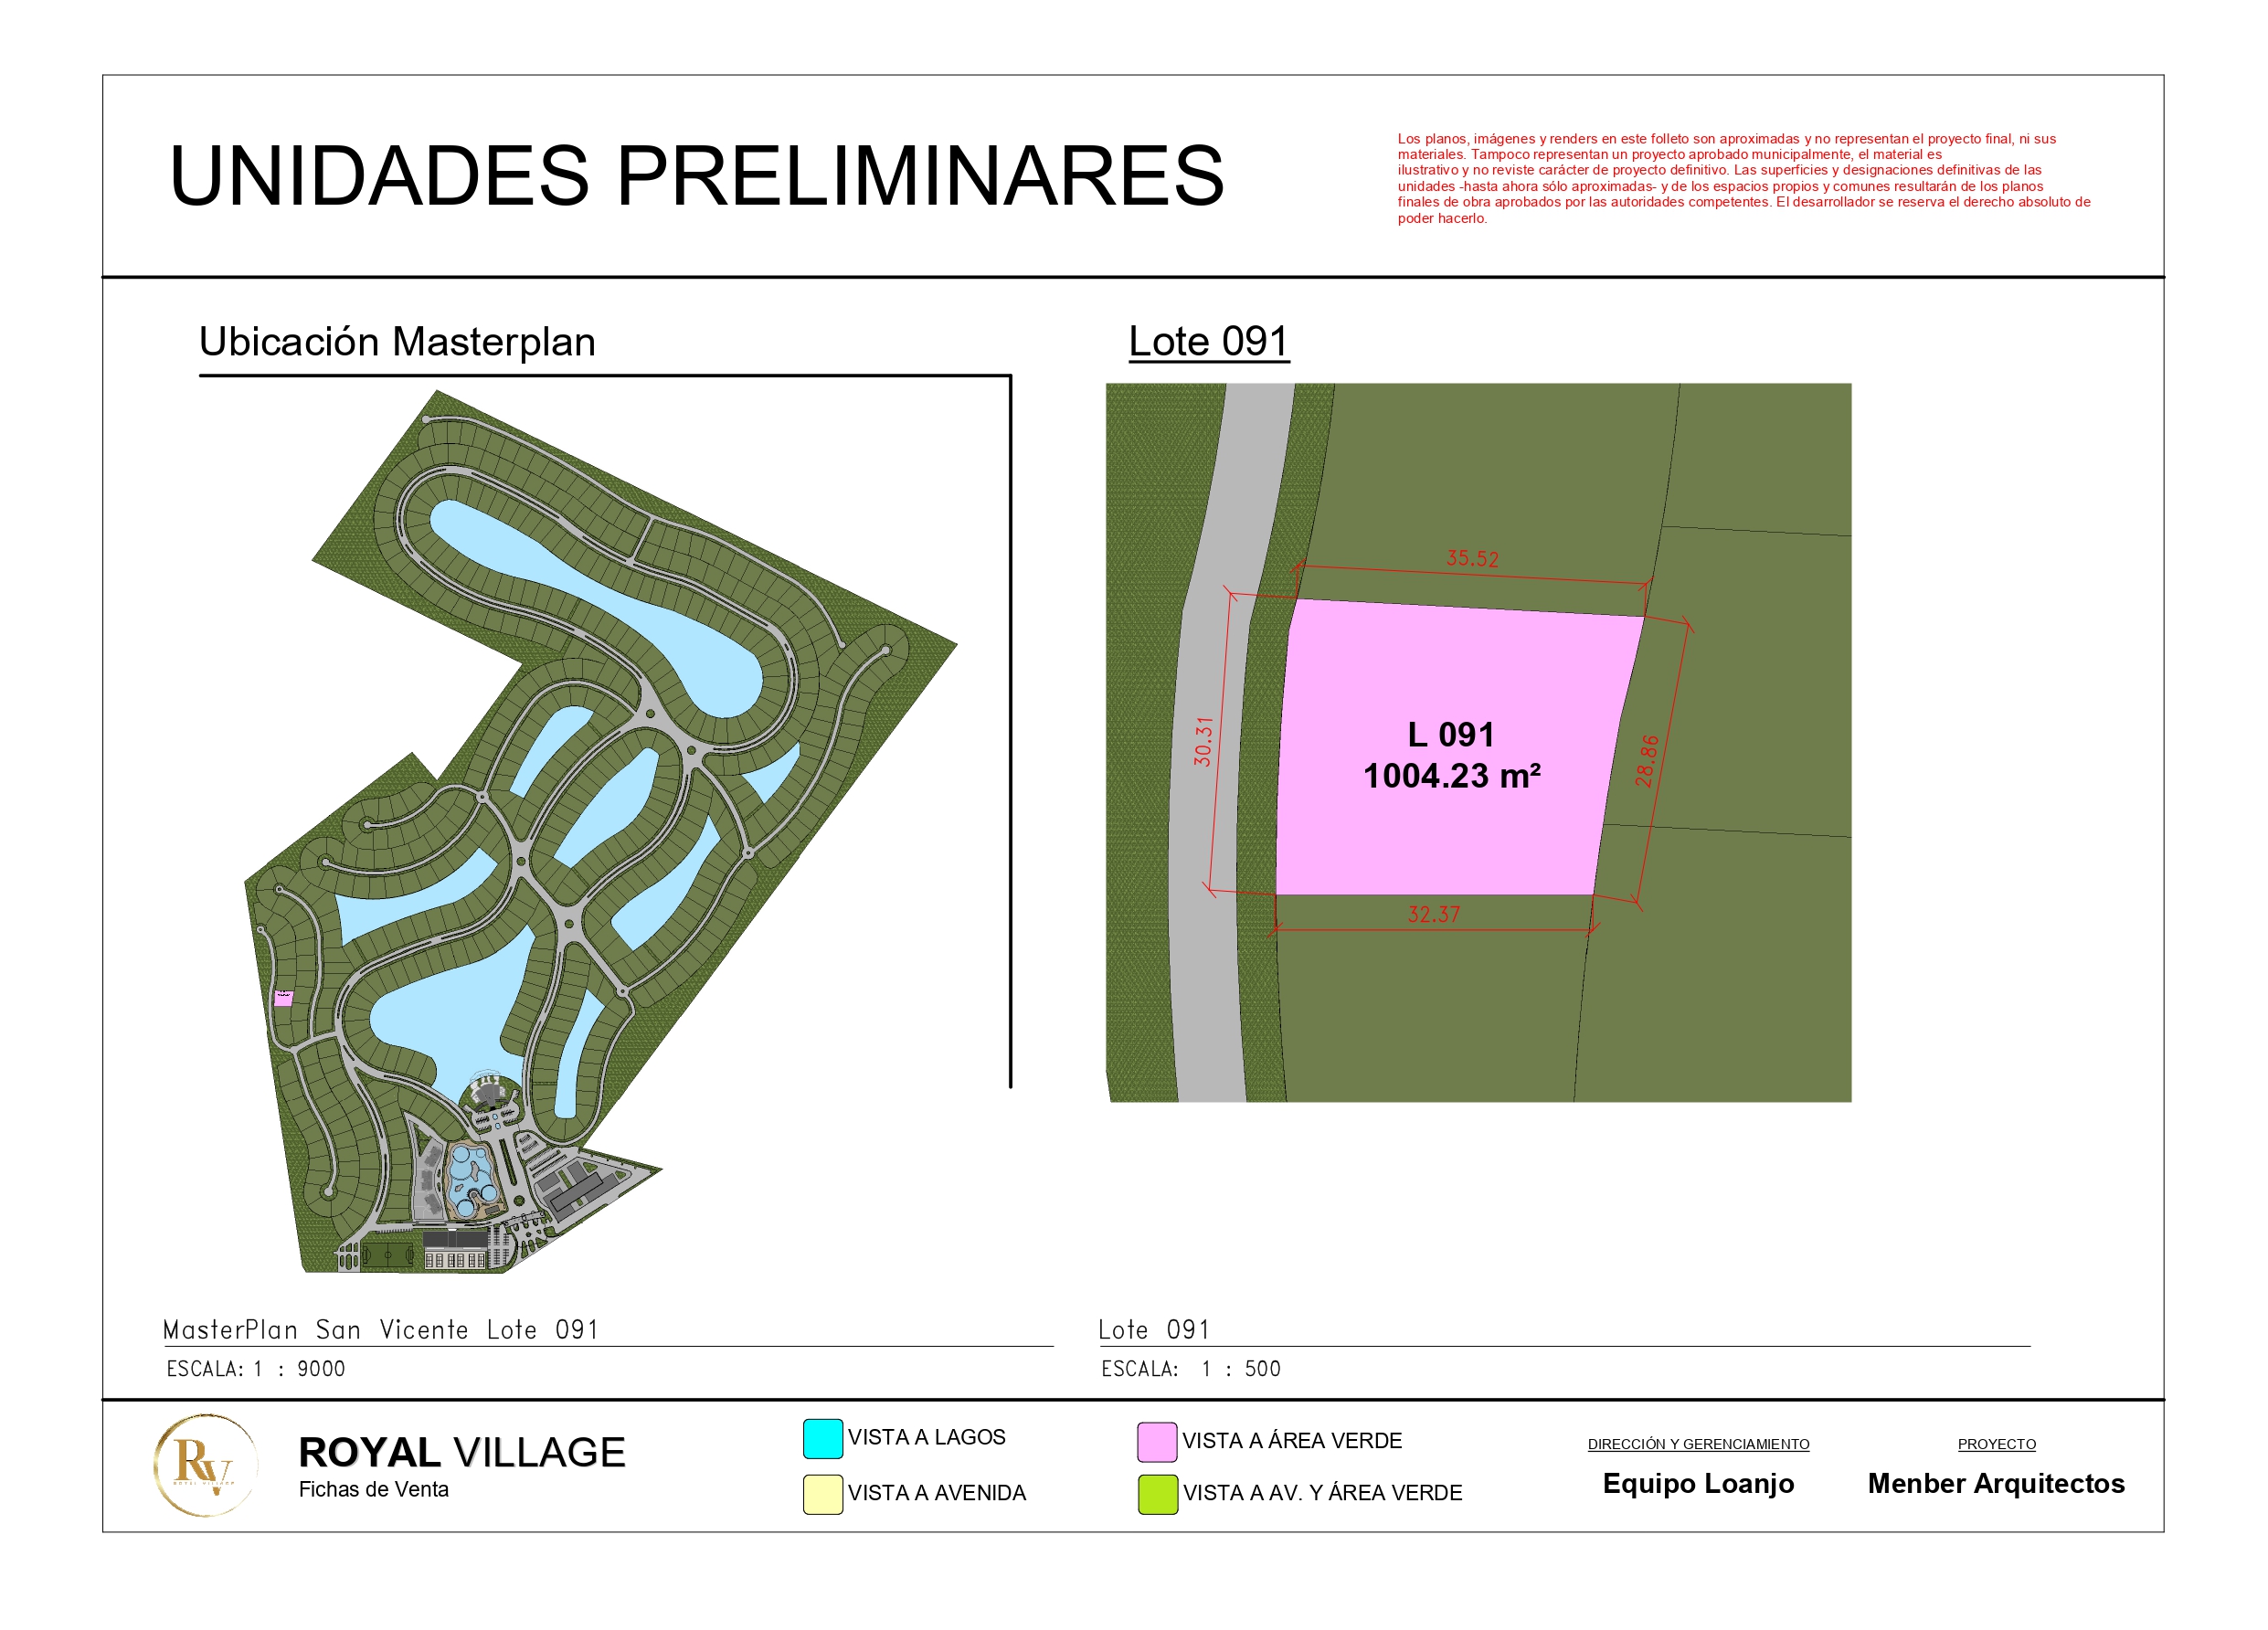 UNIDADES PRELIMINARES
Los planos, imágenes y renders en este folleto son aproximadas y no representan el proyecto final, ni sus
materiales. Tampoco representan un proyecto aprobado municipalmente, el material es
ilustrativo y no reviste carácter de proyecto definitivo. Las superficies y designaciones definitivas de las
unidades -hasta ahora sólo aproximadas- y de los espacios propios y comunes resultarán de los planos
finales de obra aprobados por las autoridades competentes. El desarrollador se reserva el derecho absoluto de
poder hacerlo.
Ubicación Masterplan
Lote 091
35.52
30.31
L 091
1004.23 m²
28.86
32.37
MasterPlan San Vicente Lote 091
ESCALA: 1 : 9000
Lote 091
ESCALA: 1 : 500
RV
ROYAL VILLAGE
ROYAL VILLAGE
Fichas de Venta
VISTA A LAGOS
VISTA A AVENIDA
VISTA A ÁREA VERDE
VISTA A AV. Y ÁREA VERDE
DIRECCIÓN Y GERENCIAMIENTO
Equipo Loanjo
PROYECTO
Menber Arquitectos